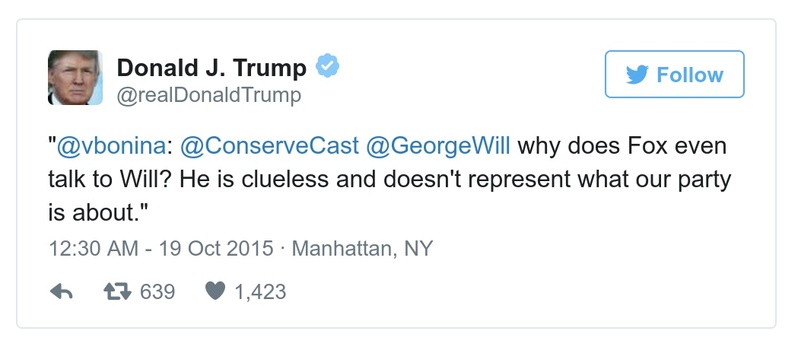 Donald J. Trump
@realDonaldTrump
Follow
"@vbonina: @ConserveCast @GeorgeWill why does Fox even
talk to Will? He is clueless and doesn't represent what our party
is about."
12:30 AM - 19 Oct 2015 · Manhattan, NY
639 1,423